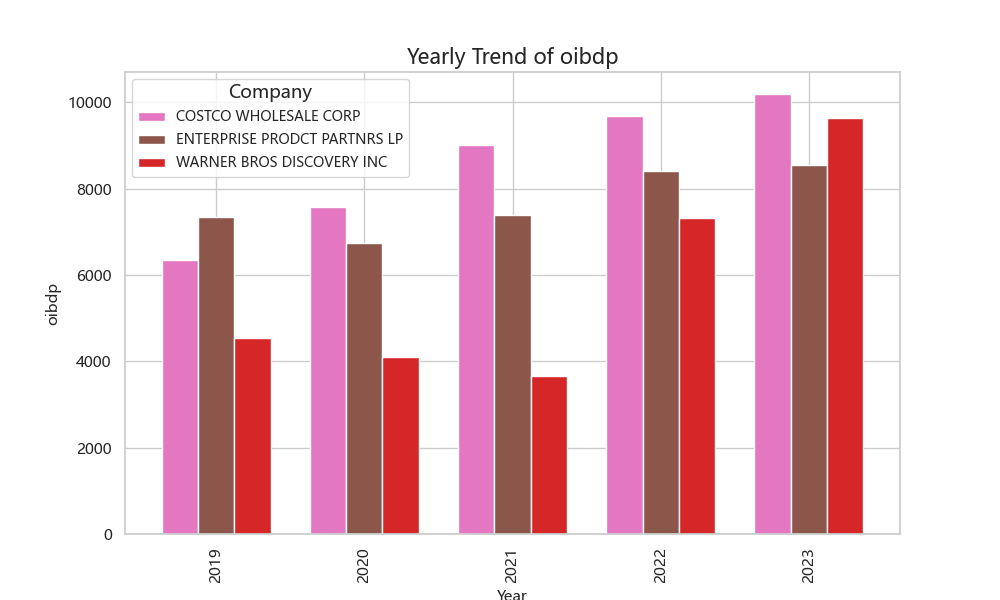 Yearly Trend of oibdp
Company
COSTCO WHOLESALE CORP
ENTERPRISE PRODCT PARTNRS LP
WARNER BROS DISCOVERY INC
10000
8000
6000
4000
2000
0
oibdp
2019
2020
2021
2022
2023
Year